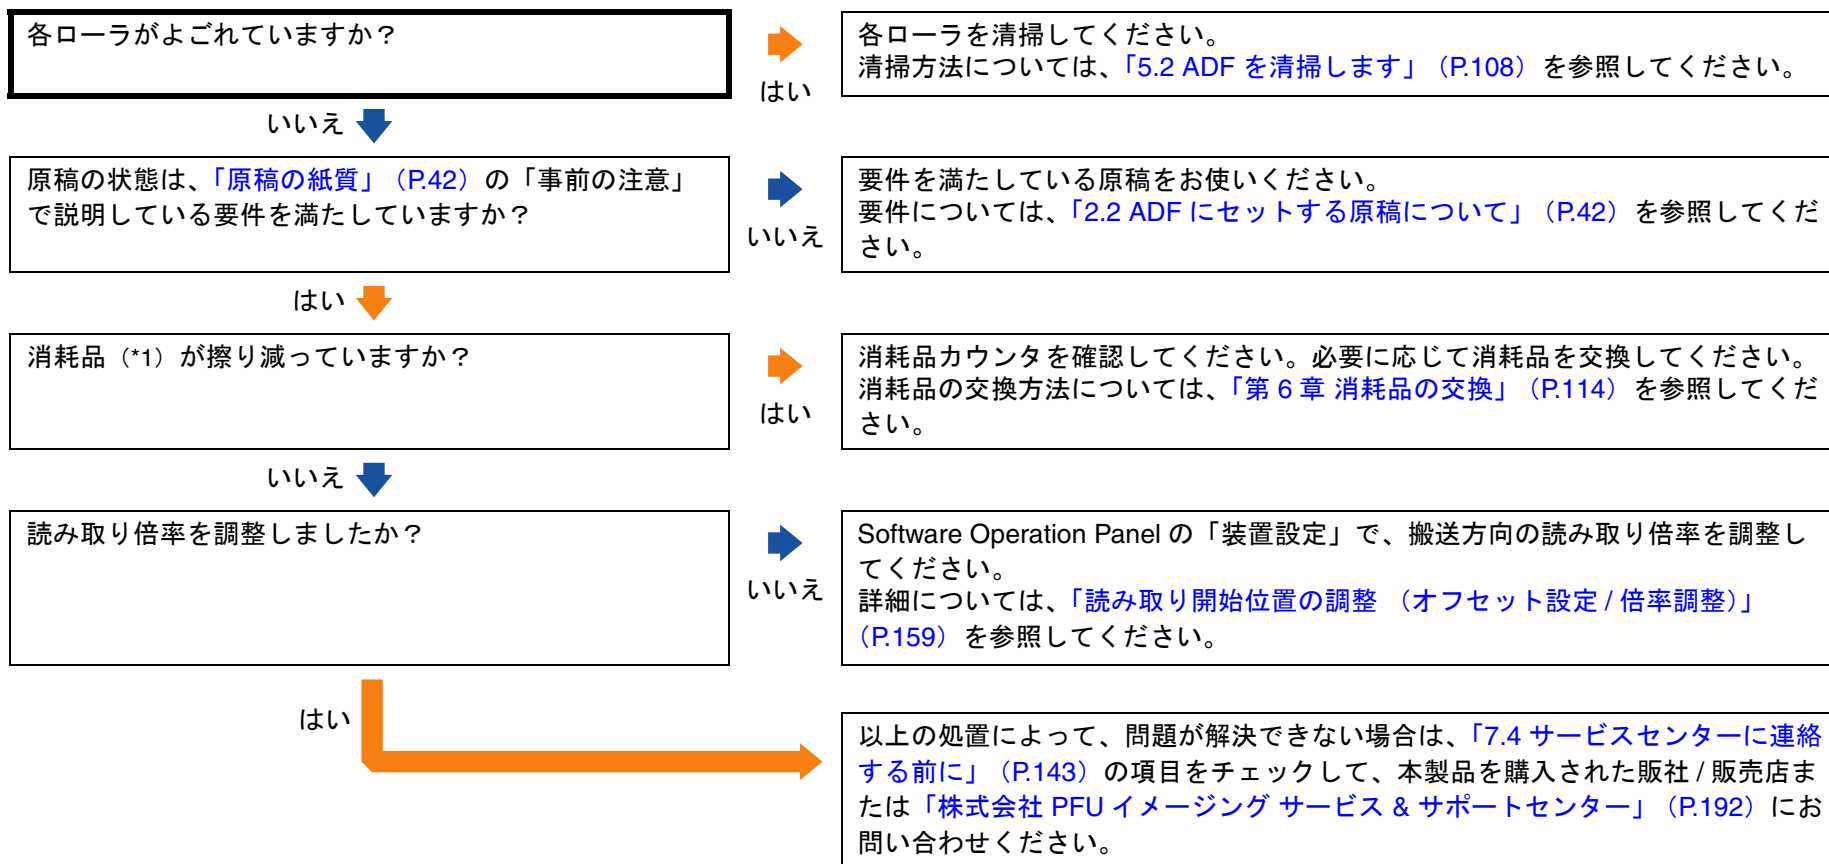 各ローラがよごれていますか？
はい
各ローラを清掃してください。
清掃方法については、「5.2 ADF を清掃します」（P.108）を参照してください。
いいえ
原稿の状態は、「原稿の紙質」（P.42）の「事前の注意」
で説明している要件を満たしていますか？
いいえ
要件を満たしている原稿をお使いください。
要件については、「2.2 ADF にセットする原稿について」（P.42）を参照してくだ
さい。
はい
消耗品（*1）が擦り減っていますか？
はい
消耗品カウンタを確認してください。必要に応じて消耗品を交換してください。
消耗品の交換方法については、「第 6 章 消耗品の交換」（P.114）を参照してくだ
さい。
いいえ
読み取り倍率を調整しましたか？
いいえ
Software Operation Panel の「装置設定」で、搬送方向の読み取り倍率を調整し
てください。
詳細については、「読み取り開始位置の調整 （オフセット設定 / 倍率調整）」
（P.159）を参照してください。
はい
以上の処置によって、問題が解決できない場合は、「7.4 サービスセンターに連絡
する前に」（P.143）の項目をチェックして、本製品を購入された販社 / 販売店ま
たは「株式会社 PFU イメージング サービス & サポートセンター」（P.192）にお
問い合わせください。